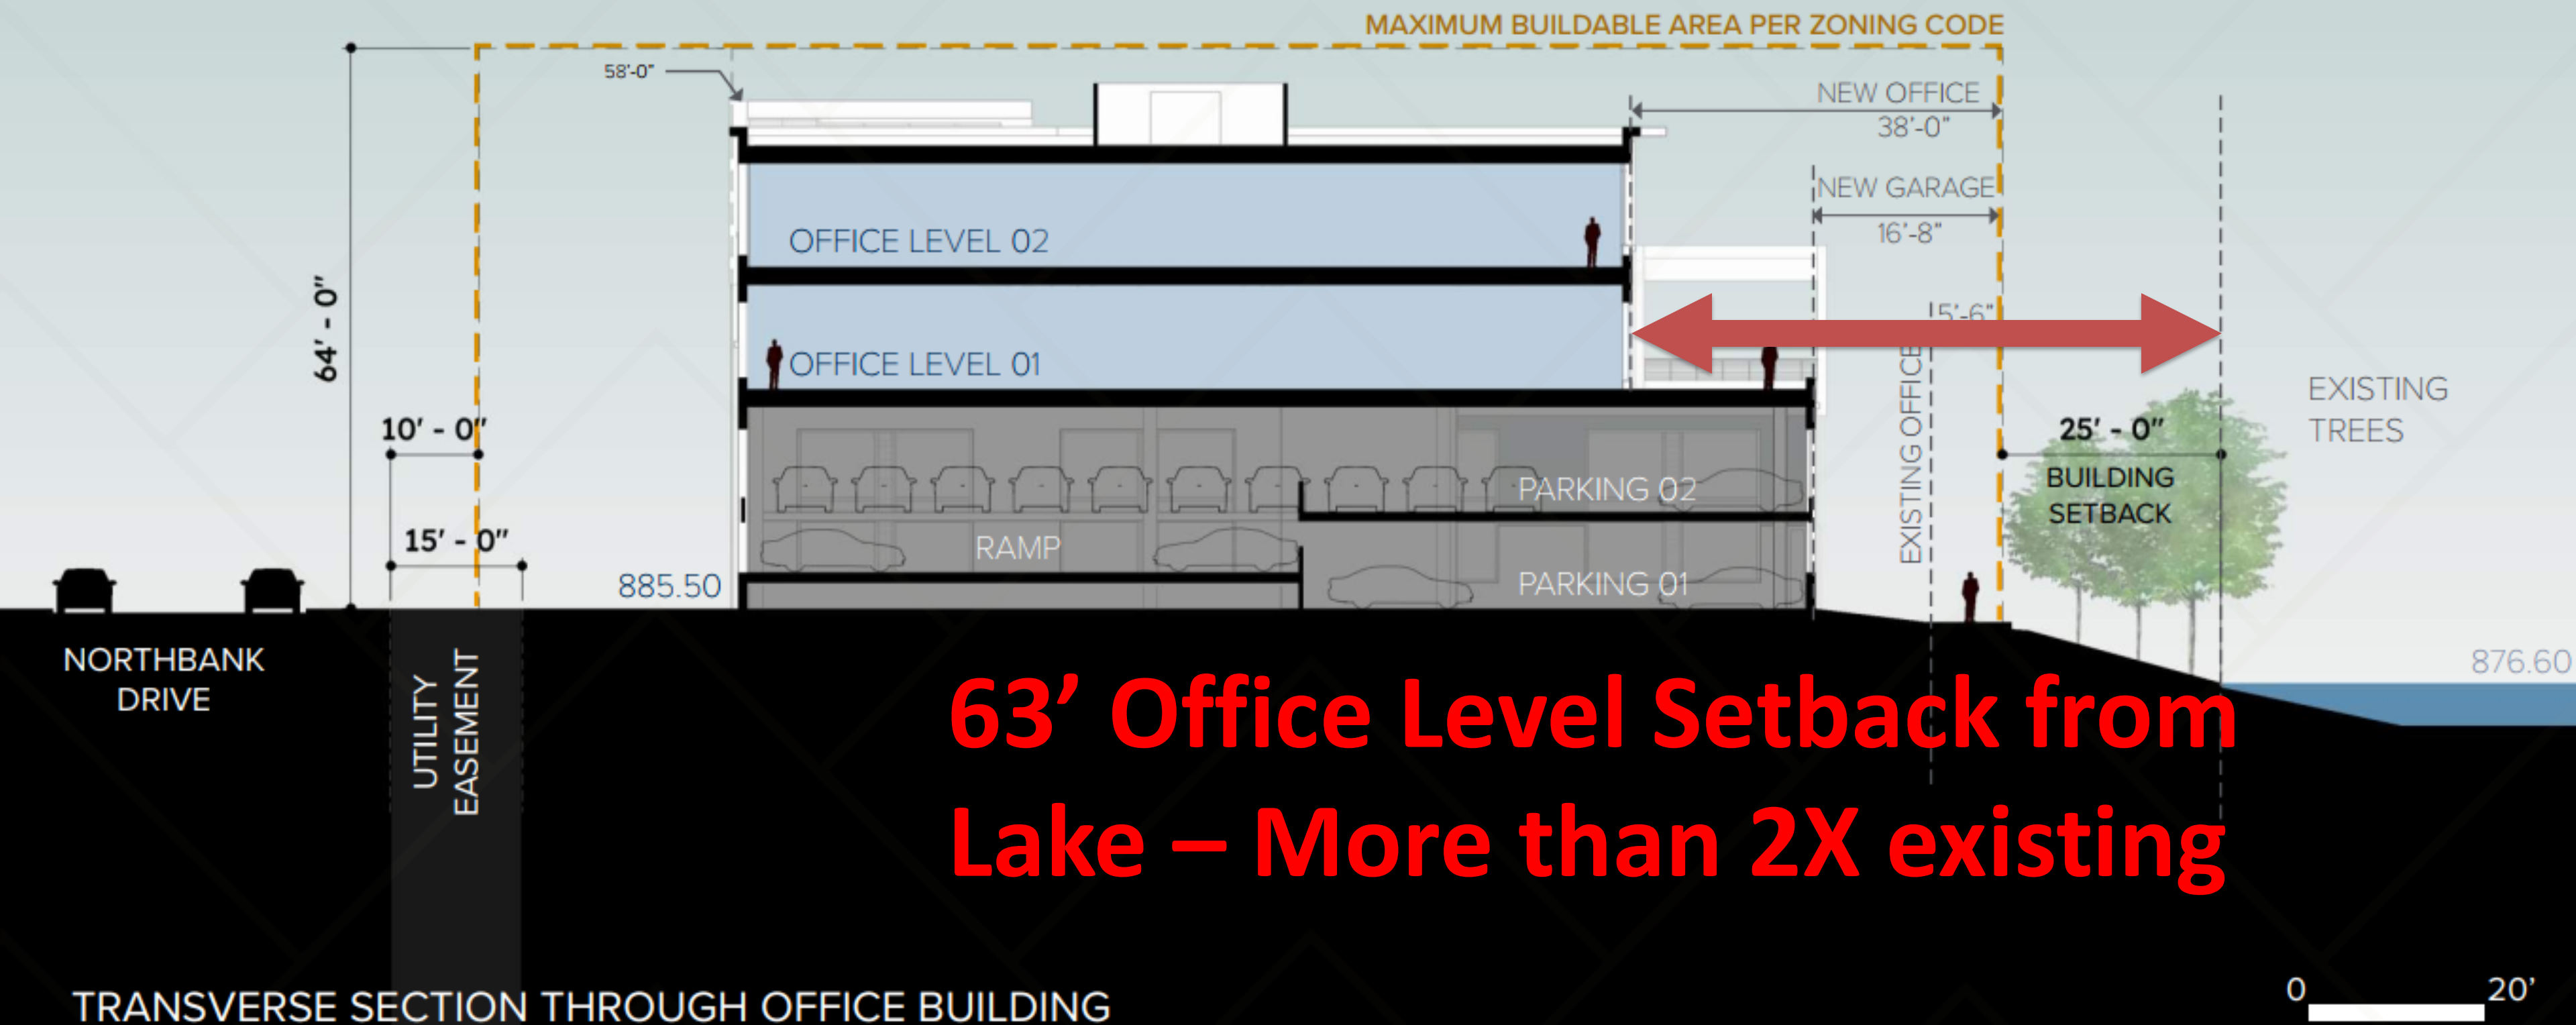 MAXIMUM BUILDABLE AREA PER ZONING CODE
58'-0"
NEW OFFICE
38'-0"
NEW GARAGE
16'-8"
OFFICE LEVEL 02
64' - 0"
5'-6"
OFFICE LEVEL 01
EXISTING OFFICE
EXISTING
TREES
10' - 0"
25' - 0"
BUILDING
SETBACK
PARKING 02
15' - 0"
RAMP
885.50
PARKING 01
NORTHBANK
DRIVE
UTILITY
EASEMENT
876.60
63’ Office Level Setback from
Lake – More than 2X existing
TRANSVERSE SECTION THROUGH OFFICE BUILDING
0 20'